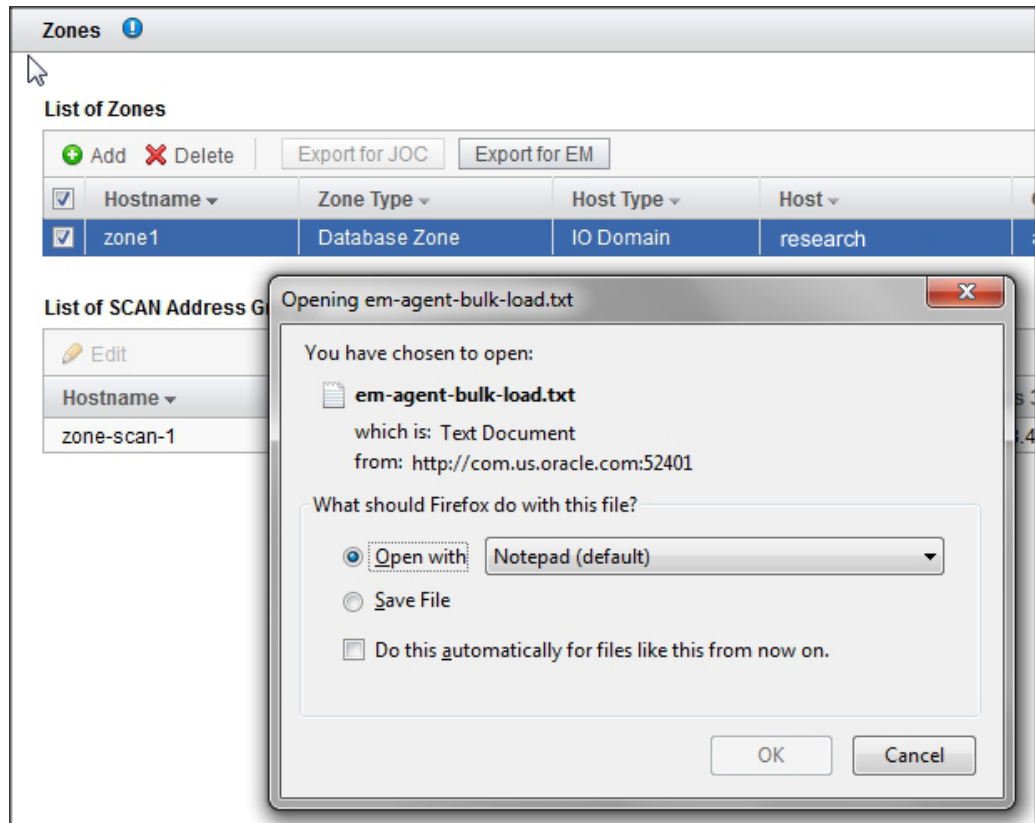 Zones
List of Zones
Add Delete Export for JOC Export for EM
Hostname Zone Type Host Type Host
zone1 Database Zone IO Domain research
List of SCAN Address
Edit
Hostname
zone-scan-1
Opening em-agent-bulk-load.txt
You have chosen to open:
em-agent-bulk-load.txt
which is: Text Document
from: http://com.us.oracle.com:52401
What should Firefox do with this file?
Open with Notepad (default)
Save File
Do this automatically for files like this from now on.
OK Cancel